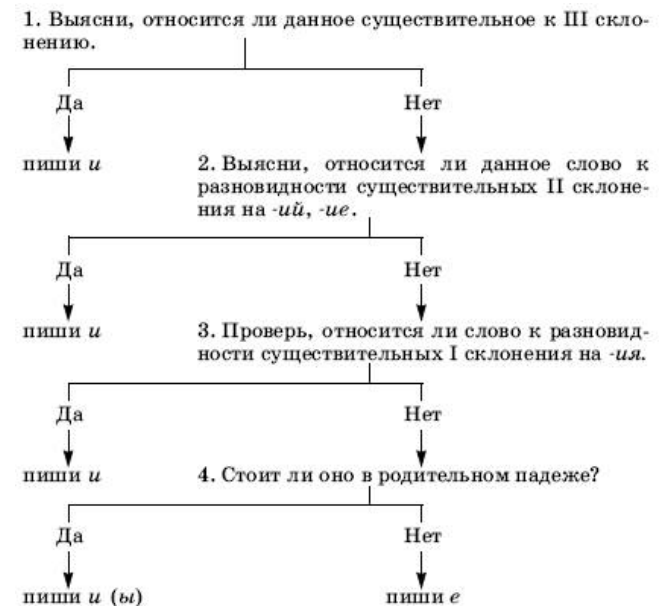 1. Выясни, относится ли данное существительное к III скло-
нению.
Да Нет
пиши и 2. Выясни, относится ли данное слово к
разновидности существительных II склоне-
ния на -ий, -ие.
Да Нет
пиши и 3. Проверь, относится ли слово к разновид-
ности существительных I склонения на -ия.
Да Нет
пиши и 4. Стоит ли оно в родительном падеже?
Да Нет
пиши и (ы) пиши е